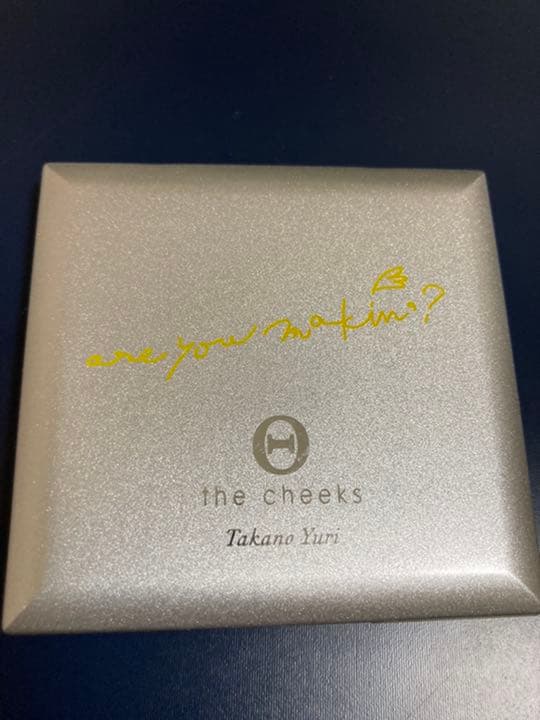 are you makin'?
the cheeks
Takano Yuri